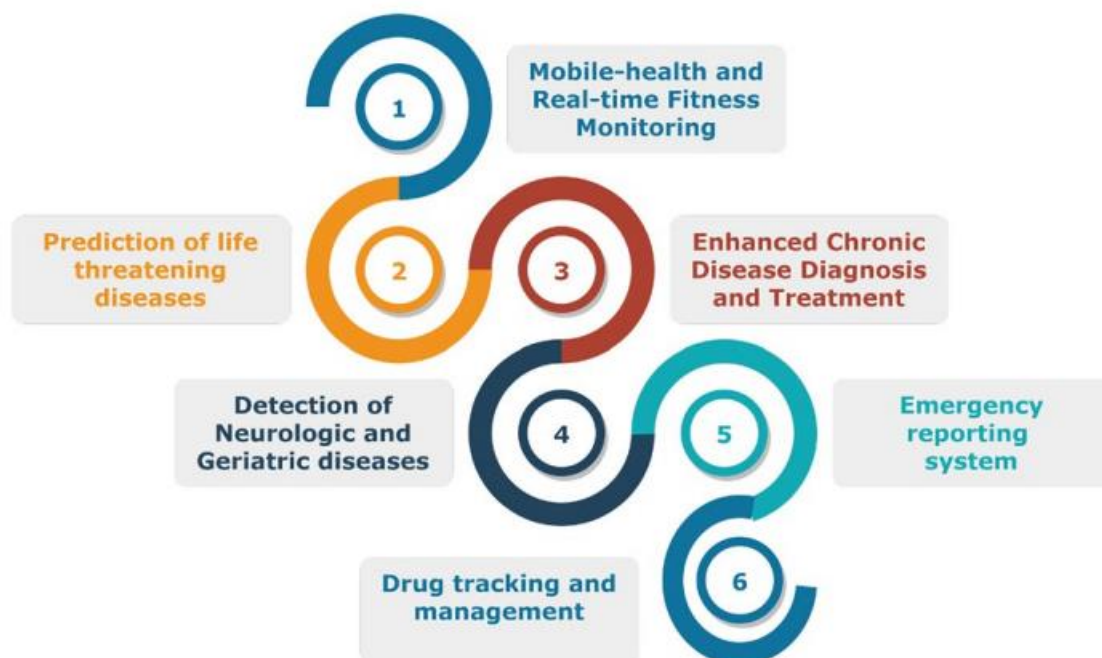 1
Mobile-health and
Real-time Fitness
Monitoring
Prediction of life
threatening
diseases
2
3
Enhanced Chronic
Disease Diagnosis
and Treatment
Detection of
Neurologic and
Geriatric diseases
4
5
Emergency
reporting
system
Drug tracking and
management
6